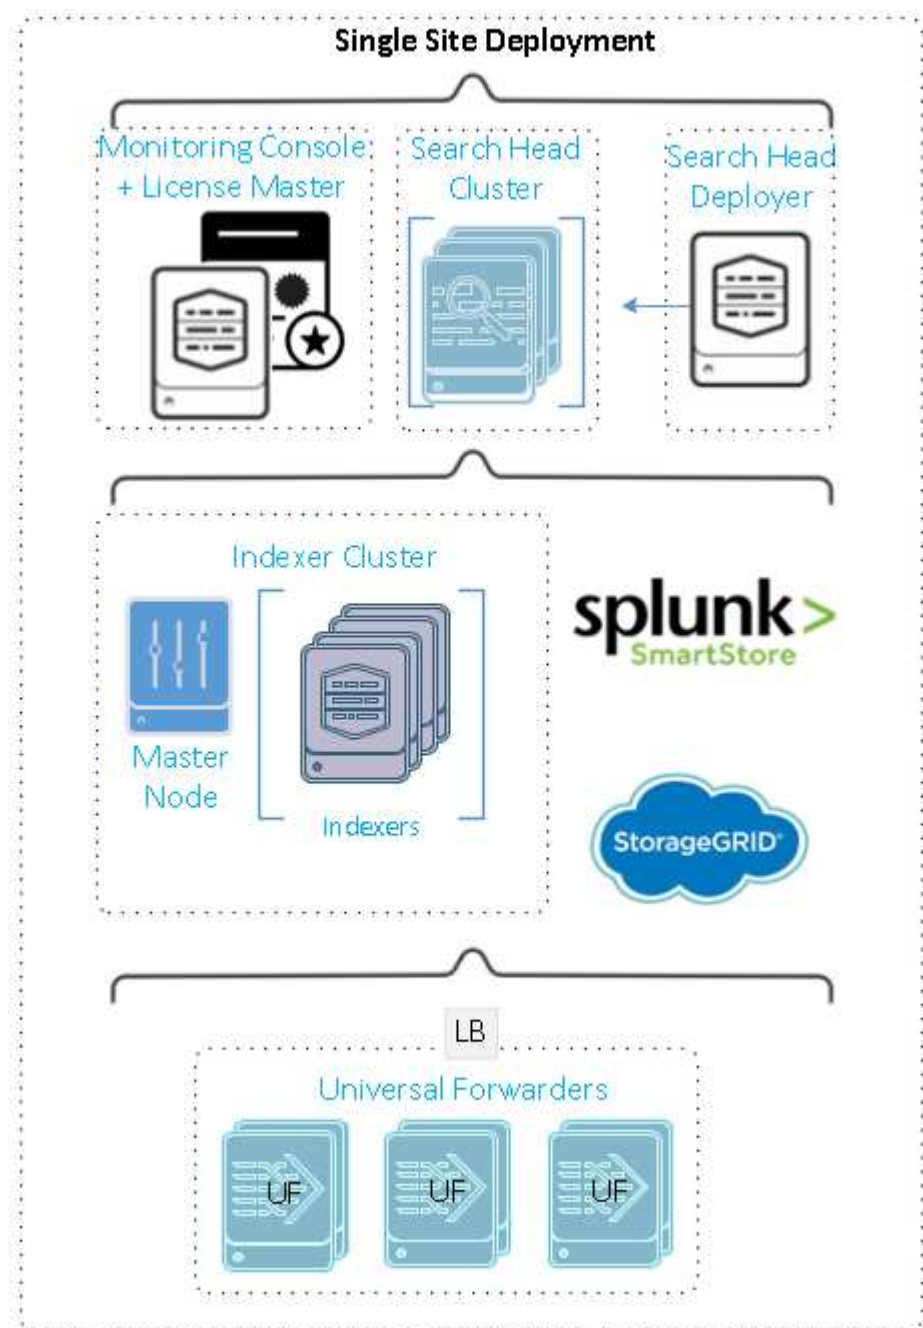 Single Site Deployment
Monitoring Console
+ License Master
Search Head
Cluster
Search Head
Deployer
Indexer Cluster
Master
Node
Indexers
splunk>
SmartStore
StorageGRID®
LB
Universal Forwarders
UF
UF
UF